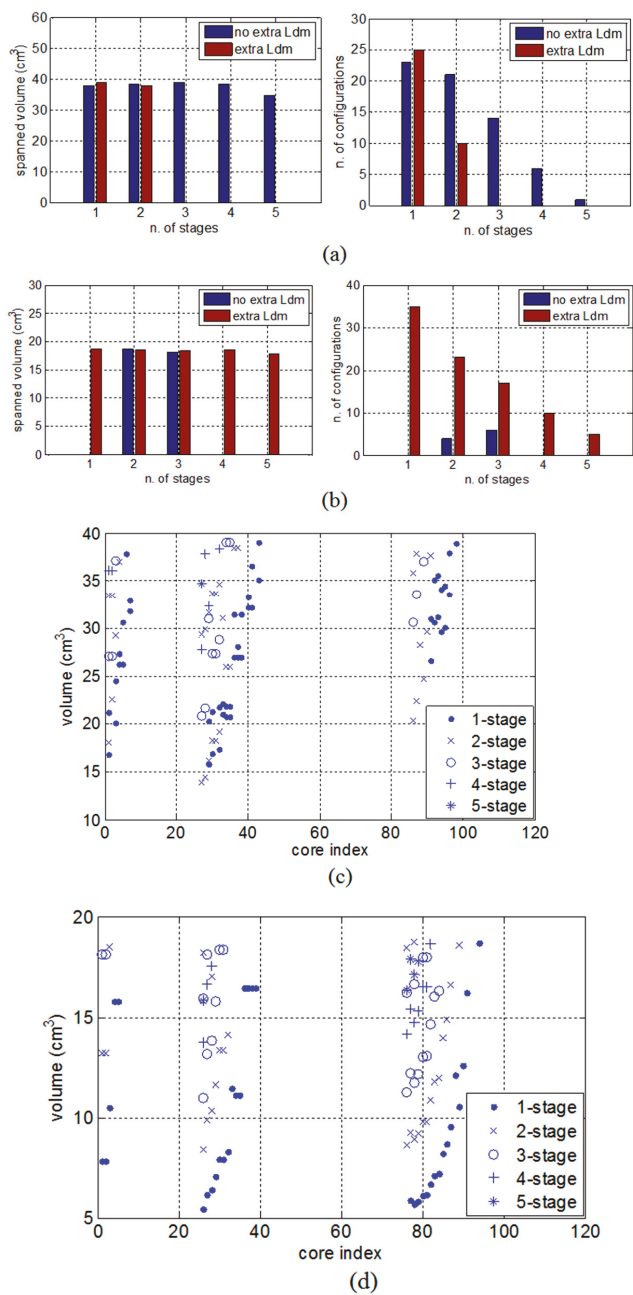 60
50
40
30
20
10
0
1 2 3 4 5
spanned volume (cm³)
n. of stages
no extra Ldm
extra Ldm
30
25
20
15
10
5
0
1 2 3 4 5
n. of configurations
n. of stages
no extra Ldm
extra Ldm
(a)
30
25
20
15
10
5
0
1 2 3 4 5
spanned volume (cm³)
n. of stages
no extra Ldm
extra Ldm
40
30
20
10
0
1 2 3 4 5
n. of configurations
n. of stages
no extra Ldm
extra Ldm
(b)
40
35
30
25
20
15
10
0 20 40 60 80 100 120
volume (cm³)
core index
1-stage
2-stage
3-stage
4-stage
5-stage
(c)
20
15
10
5
0 20 40 60 80 100 120
volume (cm³)
core index
1-stage
2-stage
3-stage
4-stage
5-stage
(d)